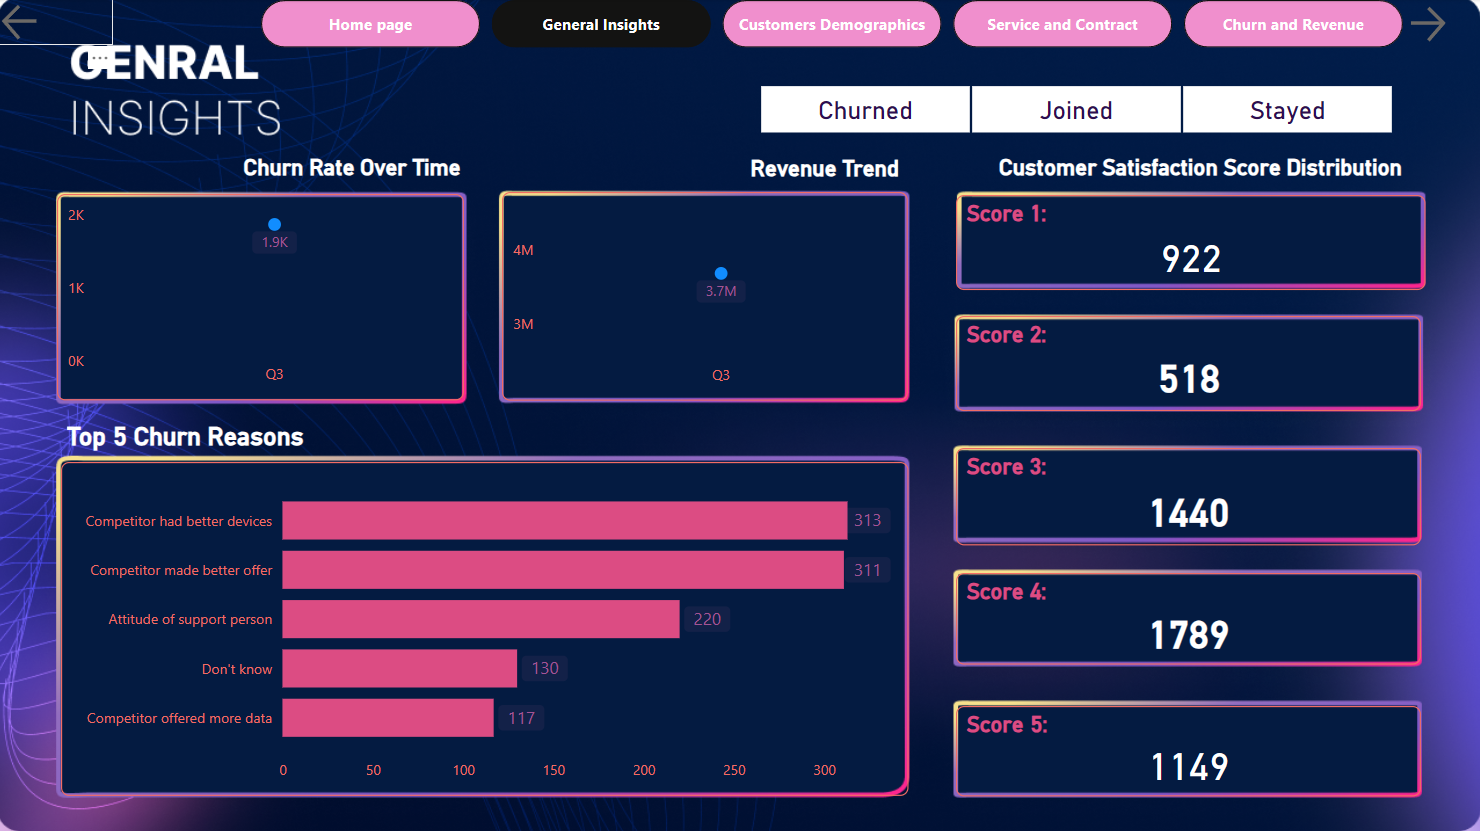 Home page
General Insights
Customers Demographics
Service and Contract
Churn and Revenue
GENRAL
INSIGHTS
Churned
Joined
Stayed
Churn Rate Over Time
2K
1K
0K
1.9K
Q3
Revenue Trend
4M
3M
3.7M
Q3
Customer Satisfaction Score Distribution
Score 1:
922
Score 2:
518
Score 3:
1440
Score 4:
1789
Score 5:
1149
Top 5 Churn Reasons
Competitor had better devices 313
Competitor made better offer 311
Attitude of support person 220
Don't know 130
Competitor offered more data 117
0 50 100 150 200 250 300